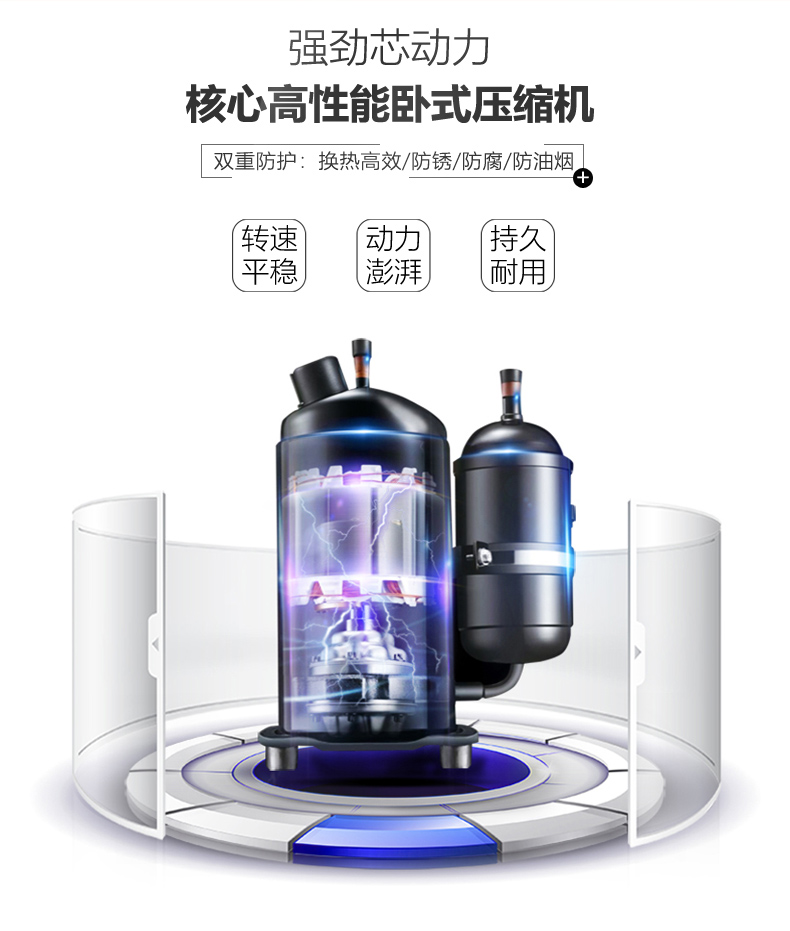 强劲芯动力
核心高性能卧式压缩机
双重防护：换热高效/防锈/防腐/防油烟
转速
平稳
动力
澎湃
持久
耐用